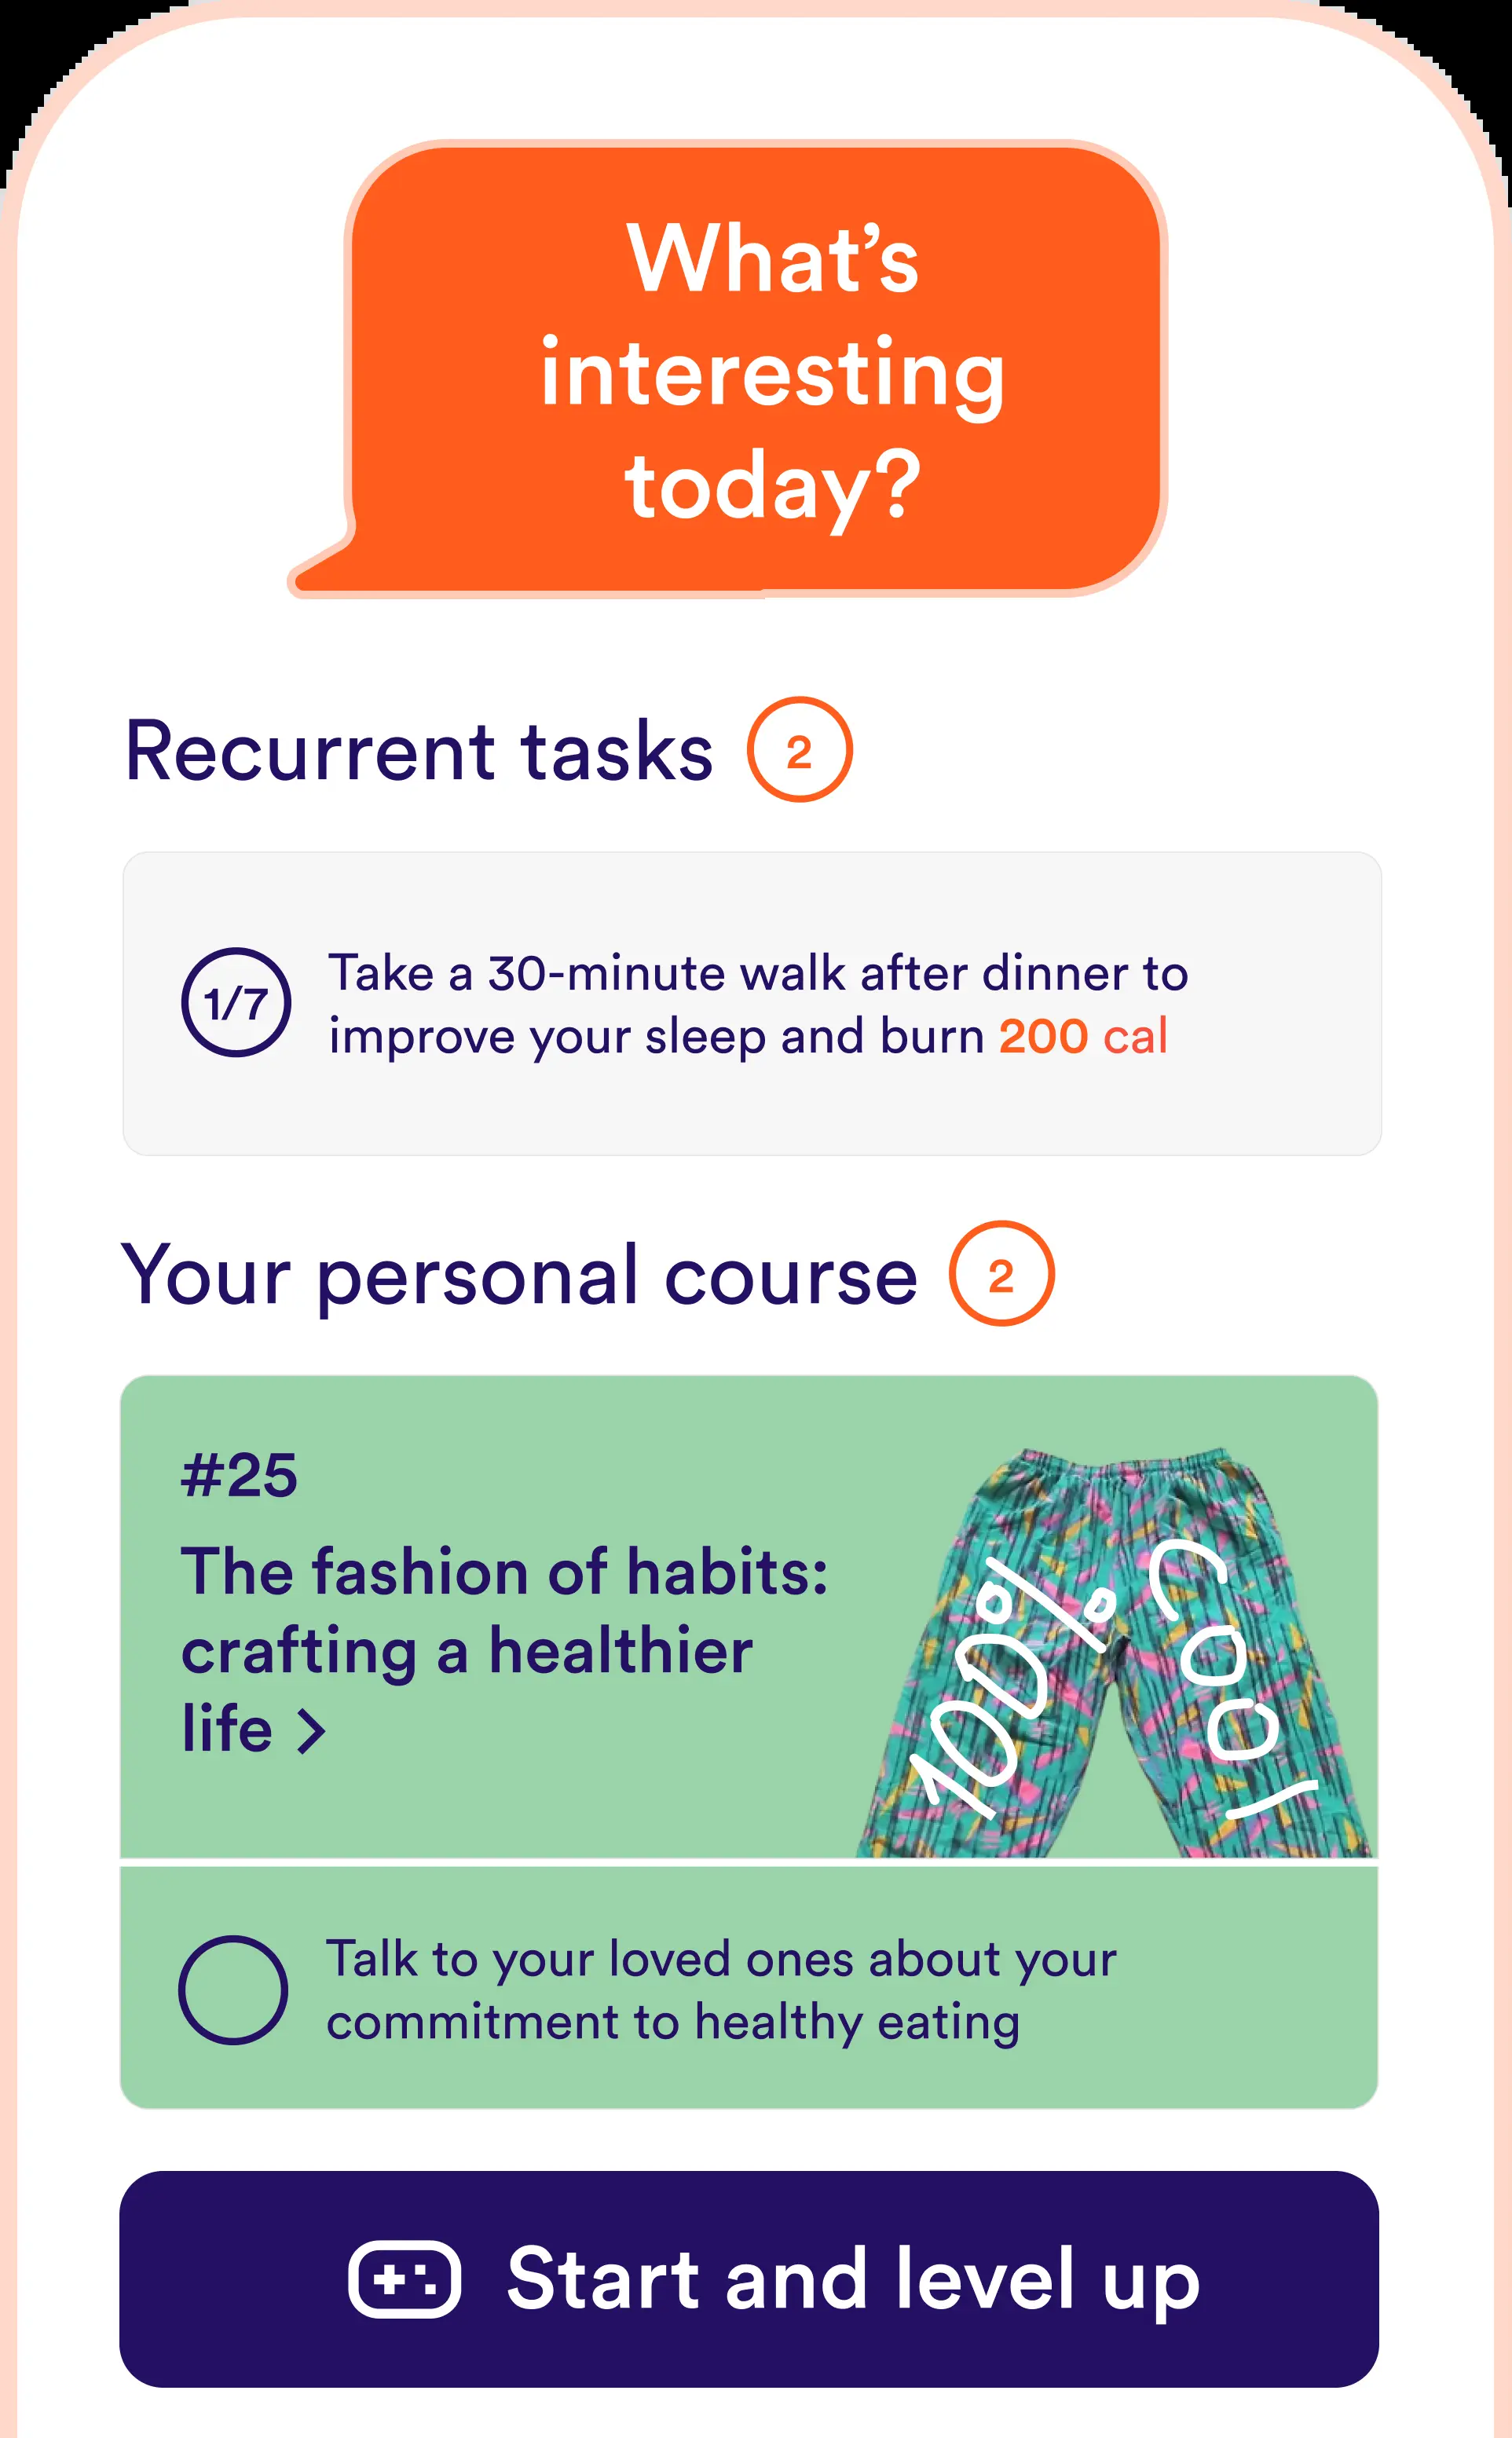 What's
interesting
today?
Recurrent tasks 2
1/7
Take a 30-minute walk after dinner to
improve your sleep and burn 200 cal
Your personal course 2
#25
The fashion of habits:
crafting a healthier
life >
100%
Talk to your loved ones about your
commitment to healthy eating
Start and level up